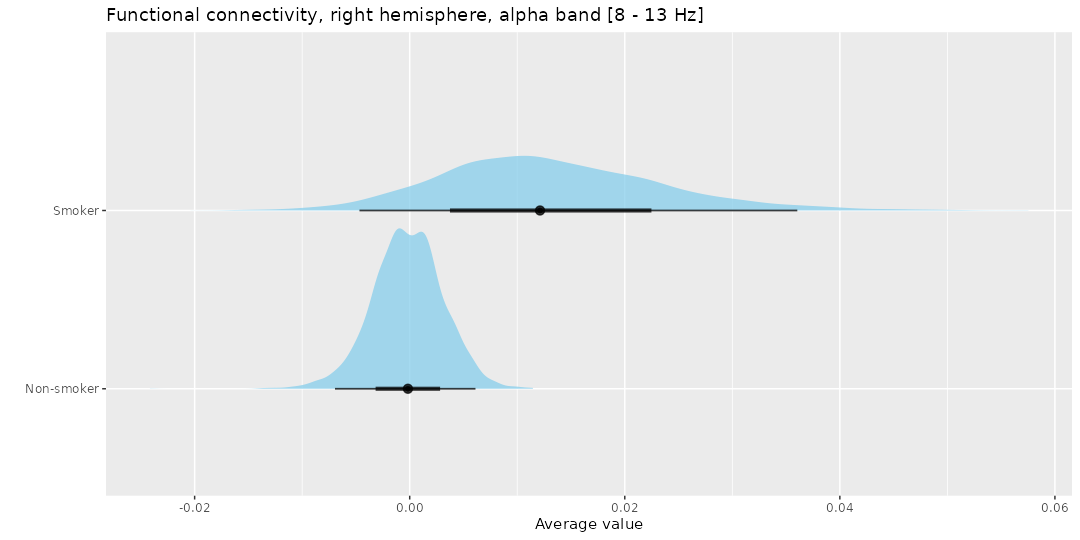 Functional connectivity, right hemisphere, alpha band [8 - 13 Hz]
Smoker
Non-smoker
-0.02 0.00 0.02 0.04 0.06
Average value